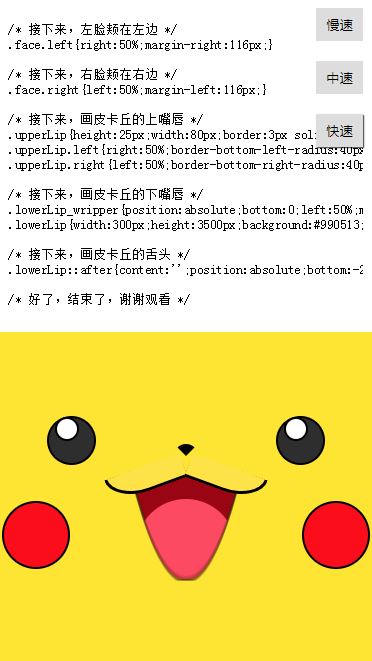 /* 接下来，左脸颊在左边 */
慢速
.face.left{right:50%;margin-right:116px;}
/* 接下来，右脸颊在右边 */
中速
.face.right{left:50%;margin-left:116px;}
/* 接下来，画皮卡丘的上嘴唇 */
.upperLip{height:25px;width:80px;border:3px sol
快速
.upperLip.left{right:50%;border-bottom-left-radius:40px
.upperLip.right{left:50%;border-bottom-right-radius:40p
/* 接下来，画皮卡丘的下嘴唇 */
.lowerLip_wripper{position:absolute;bottom:0;left:50%;m
.lowerLip{width:300px;height:3500px;background:#990513;
/* 接下来，画皮卡丘的舌头 */
.lowerLip::after{content:'';position:absolute;bottom:-2
/* 好了，结束了，谢谢观看 */